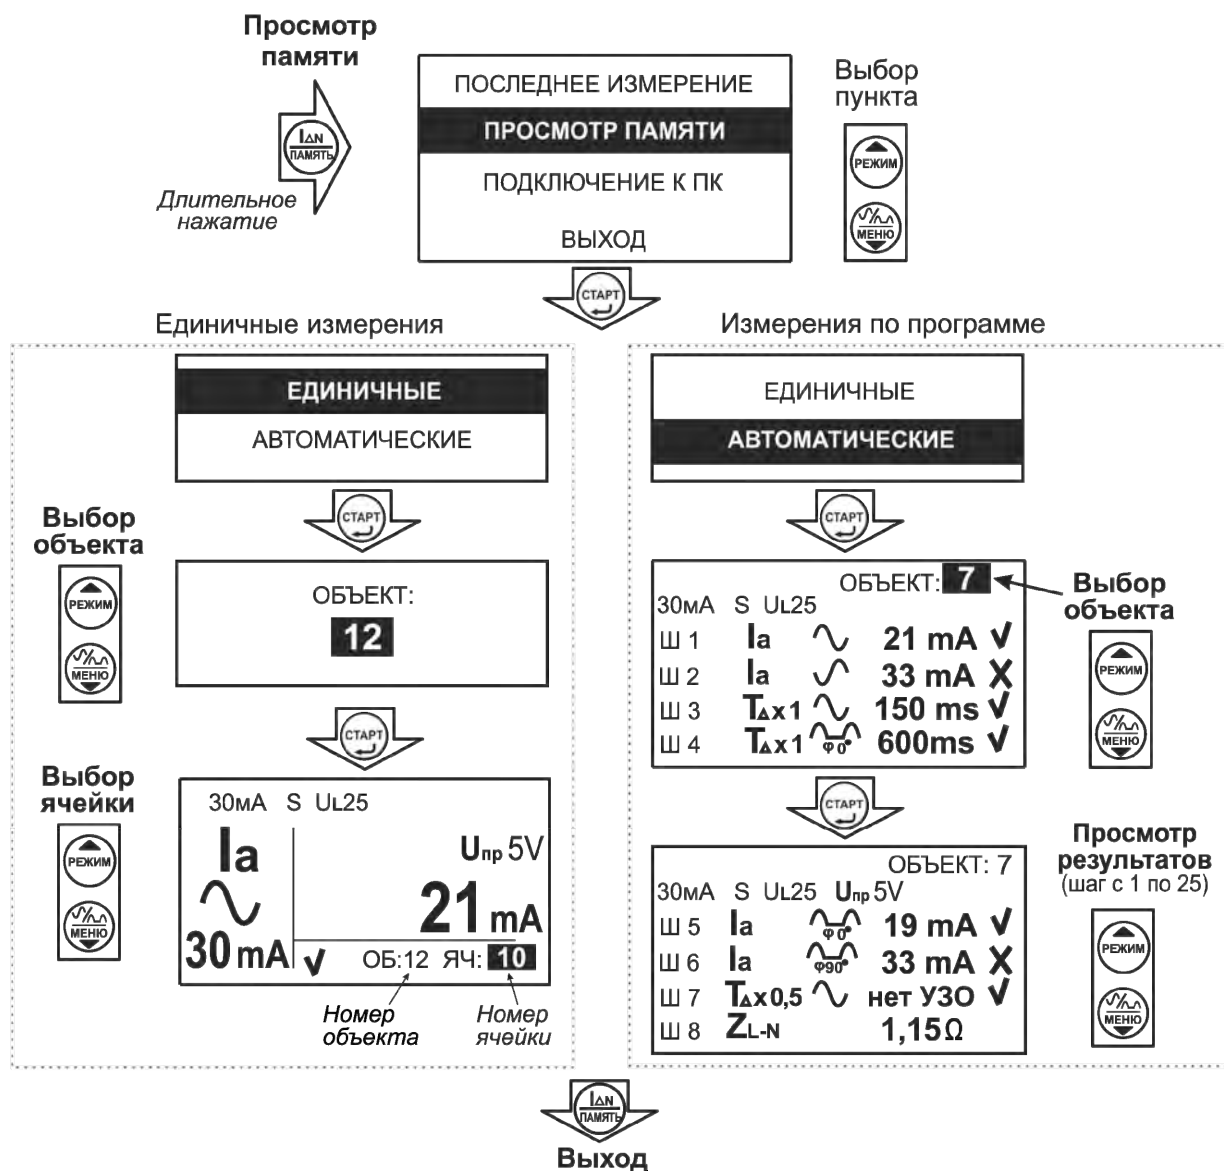 Просмотр
памяти
IΔN
ПАМЯТЬ
Длительное
нажатие
ПОСЛЕДНЕЕ ИЗМЕРЕНИЕ
ПРОСМОТР ПАМЯТИ
ПОДКЛЮЧЕНИЕ К ПК
ВЫХОД
Выбор
пункта
РЕЖИМ
МЕНЮ
СТАРТ
Единичные измерения
ЕДИНИЧНЫЕ
АВТОМАТИЧЕСКИЕ
СТАРТ
Выбор
объекта
РЕЖИМ
МЕНЮ
ОБЪЕКТ:
12
СТАРТ
Выбор
ячейки
РЕЖИМ
МЕНЮ
30мА S UL25
Ia
Uпр 5V
21 mA
30 mA ✓ ОБ:12 ЯЧ: 10
Номер
объекта
Номер
ячейки
Измерения по программе
ЕДИНИЧНЫЕ
АВТОМАТИЧЕСКИЕ
СТАРТ
ОБЪЕКТ: 7
30мА S UL25
Ш 1 Ia 21 mA ✓
Ш 2 Ia 33 mA X
Ш 3 TΔx1 150 ms ✓
Ш 4 TΔx1 φ0° 600ms ✓
Выбор
объекта
РЕЖИМ
МЕНЮ
СТАРТ
ОБЪЕКТ: 7
30мА S UL25 Uпр 5V
Ш 5 Ia φ0° 19 mA ✓
Ш 6 Ia φ90° 33 mA X
Ш 7 TΔx0,5 нет УЗО ✓
Ш 8 ZL-N 1,15Ω
Просмотр
результатов
(шаг с 1 по 25)
РЕЖИМ
МЕНЮ
IΔN
ПАМЯТЬ
Выход